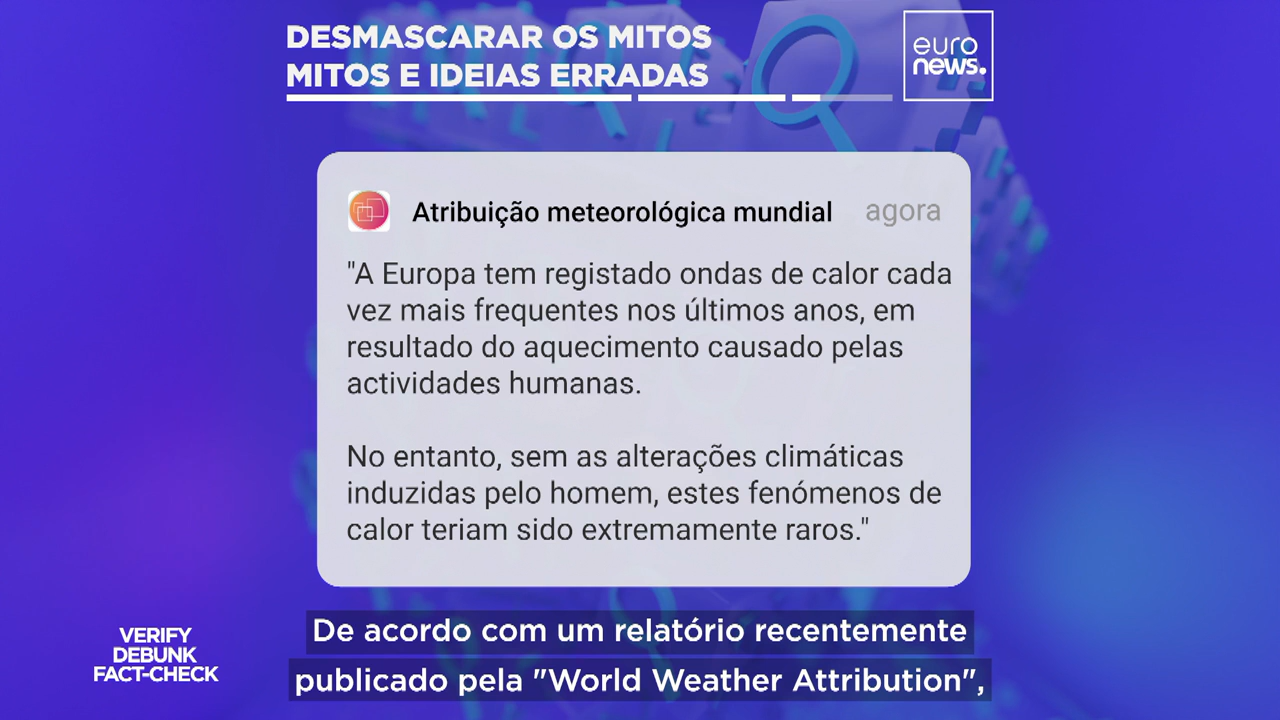 DESMASCARAR OS MITOS
MITOS E IDEIAS ERRADAS
euro
news.
Atribuição meteorológica mundial agora
"A Europa tem registado ondas de calor cada
vez mais frequentes nos últimos anos, em
resultado do aquecimento causado pelas
actividades humanas.
No entanto, sem as alterações climáticas
induzidas pelo homem, estes fenómenos de
calor teriam sido extremamente raros."
De acordo com um relatório recentemente
publicado pela "World Weather Attribution",
VERIFY
DEBUNK
FACT-CHECK